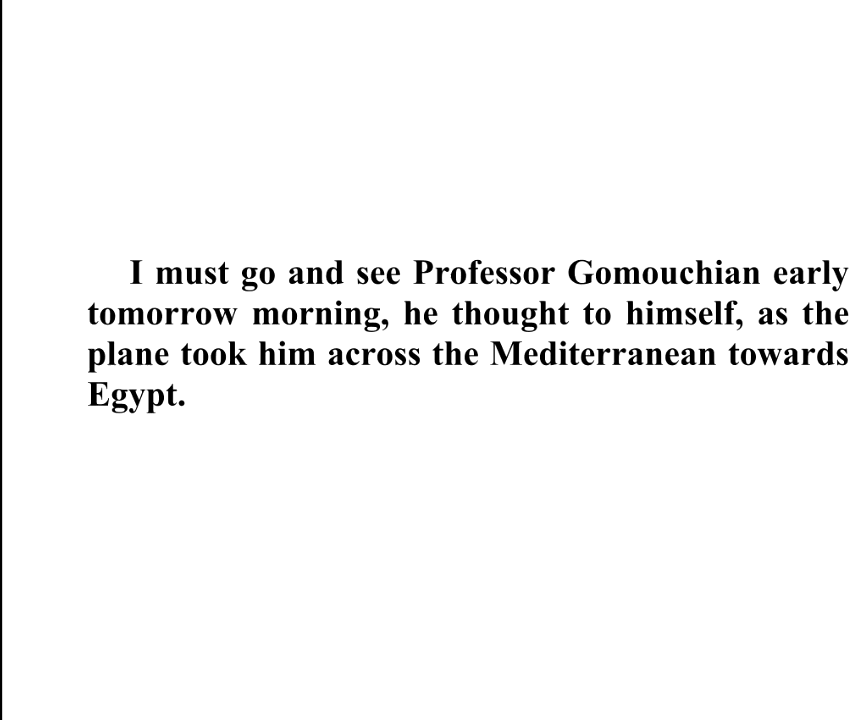 I must go and see Professor Gomouchian early
tomorrow morning, he thought to himself, as the
plane took him across the Mediterranean towards
Egypt.